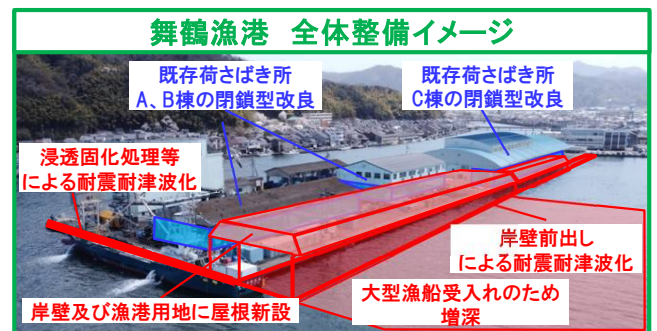 舞鶴漁港 全体整備イメージ
既存荷さばき所
A、B棟の閉鎖型改良
既存荷さばき所
C棟の閉鎖型改良
浸透固化処理等
による耐震耐津波化
岸壁前出し
による耐震耐津波化
岸壁及び漁港用地に屋根新設
大型漁船受入れのため
増深